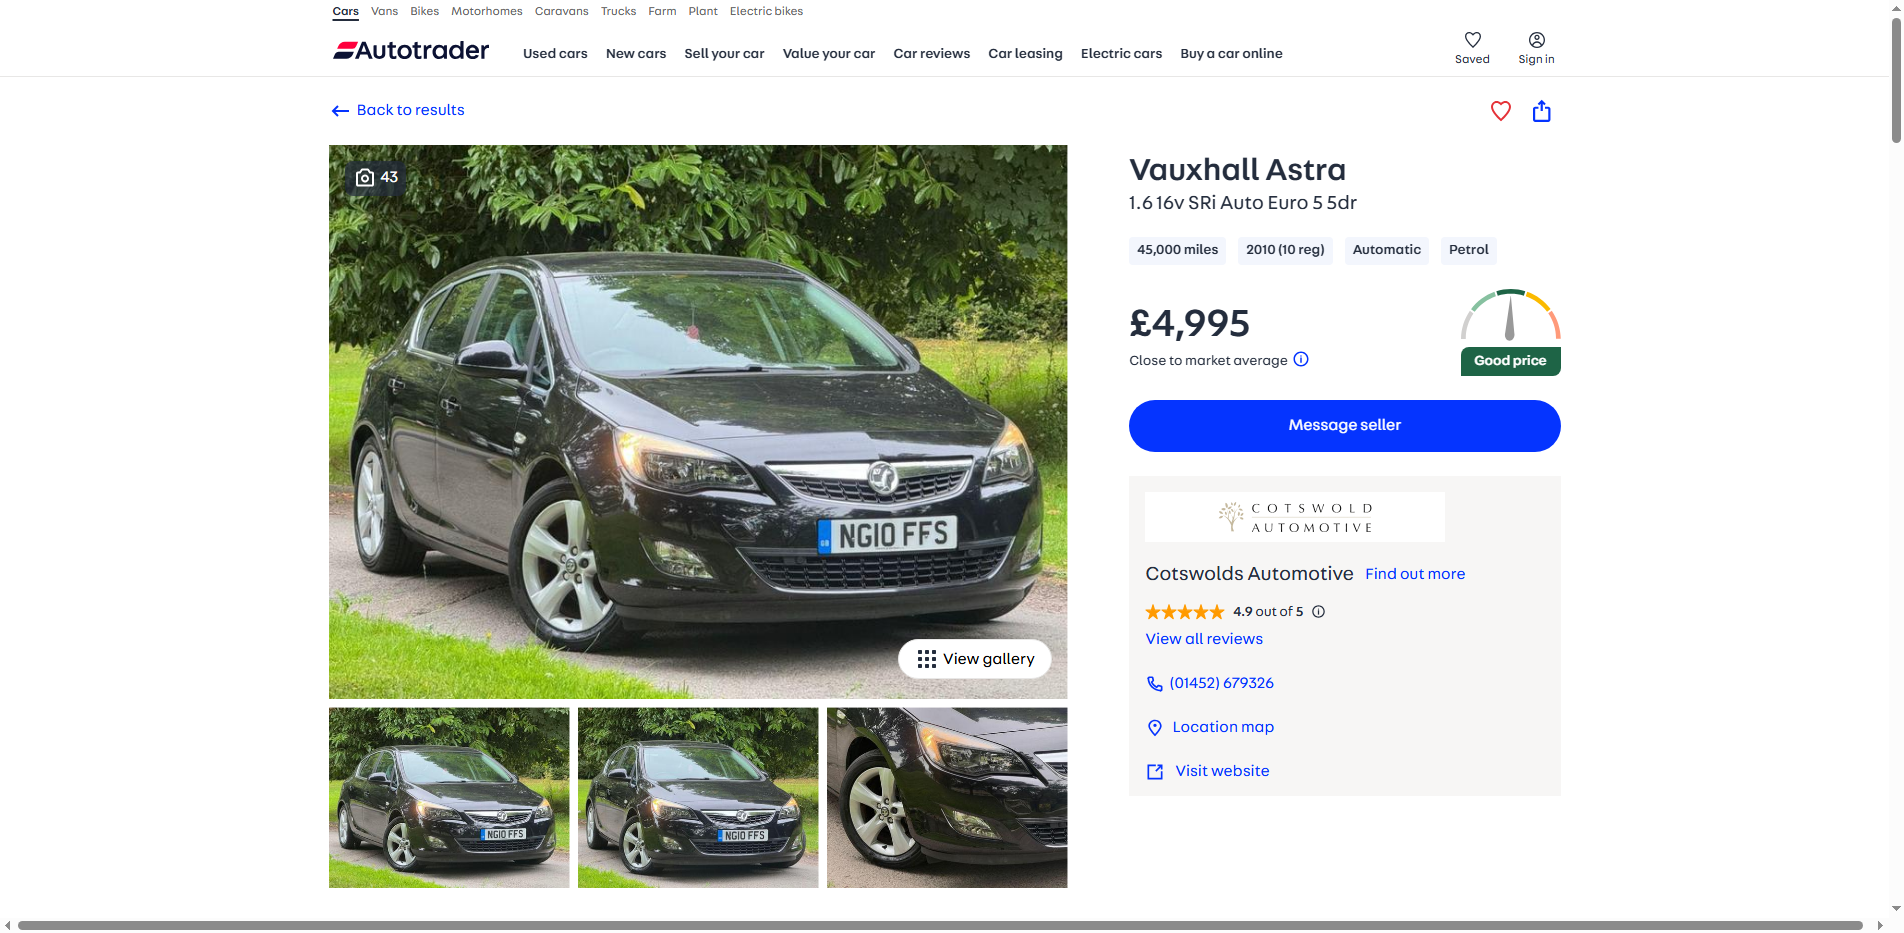 Cars Vans Bikes Motorhomes Caravans Trucks Farm Plant Electric bikes
Autotrader
Used cars New cars Sell your car Value your car Car reviews Car leasing Electric cars Buy a car online
Saved Sign in
Back to results
43
NG10 FFS
View gallery
NG10 FFS
NG10 FFS
Vauxhall Astra
1.6 16v SRi Auto Euro 5 5dr
45,000 miles 2010 (10 reg) Automatic Petrol
£4,995
Close to market average
Good price
Message seller
COTSWOLD
AUTOMOTIVE
Cotswolds Automotive Find out more
4.9 out of 5
View all reviews
(01452) 679326
Location map
Visit website